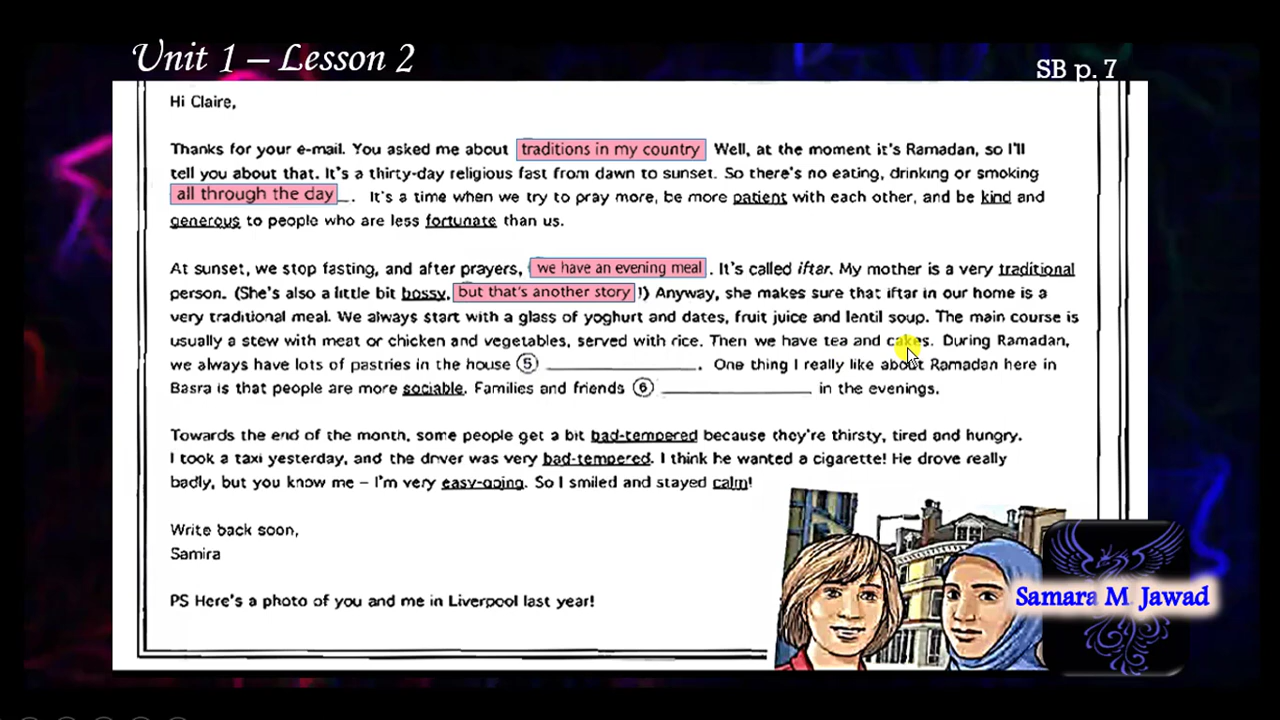 Unit 1 – Lesson 2
SB p. 7
Hi Claire,
Thanks for your e-mail. You asked me about traditions in my country Well, at the moment it's Ramadan, so I'll
tell you about that. It's a thirty-day religious fast from dawn to sunset. So there's no eating, drinking or smoking
all through the day_. It's a time when we try to pray more, be more patient with each other, and be kind and
generous to people who are less fortunate than us.
At sunset, we stop fasting, and after prayers, we have an evening meal. It's called iftar. My mother is a very traditional
person. (She's also a little bit bossy, but that's another story !) Anyway, she makes sure that iftar in our home is a
very traditional meal. We always start with a glass of yoghurt and dates, fruit juice and lentil soup. The main course is
usually a stew with meat or chicken and vegetables, served with rice. Then we have tea and cakes. During Ramadan,
we always have lots of pastries in the house ⑤ ____________. One thing I really like about Ramadan here in
Basra is that people are more sociable. Families and friends ⑥ ____________ in the evenings.
Towards the end of the month, some people get a bit bad-tempered because they're thirsty, tired and hungry.
I took a taxi yesterday, and the driver was very bad-tempered. I think he wanted a cigarette! He drove really
badly, but you know me – I'm very easy-going. So I smiled and stayed calm!
Write back soon,
Samira
PS Here's a photo of you and me in Liverpool last year!
Samara M. Jawad